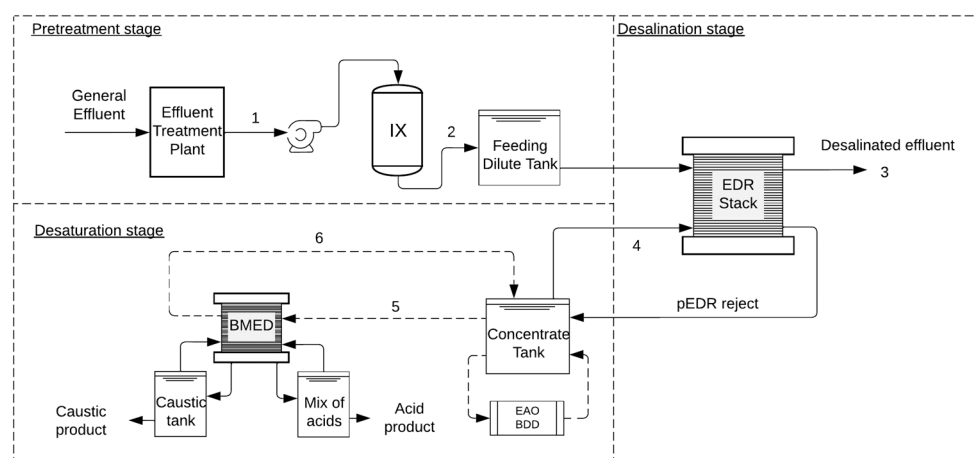 Pretreatment stage
Desalination stage
General
Effluent
Effluent
Treatment
Plant
1
IX
2
Feeding
Dilute Tank
EDR
Stack
Desalinated effluent
3
Desaturation stage
6
4
5
pEDR reject
BMED
Concentrate
Tank
Caustic
tank
Mix of
acids
Caustic
product
Acid
product
EAO
BDD